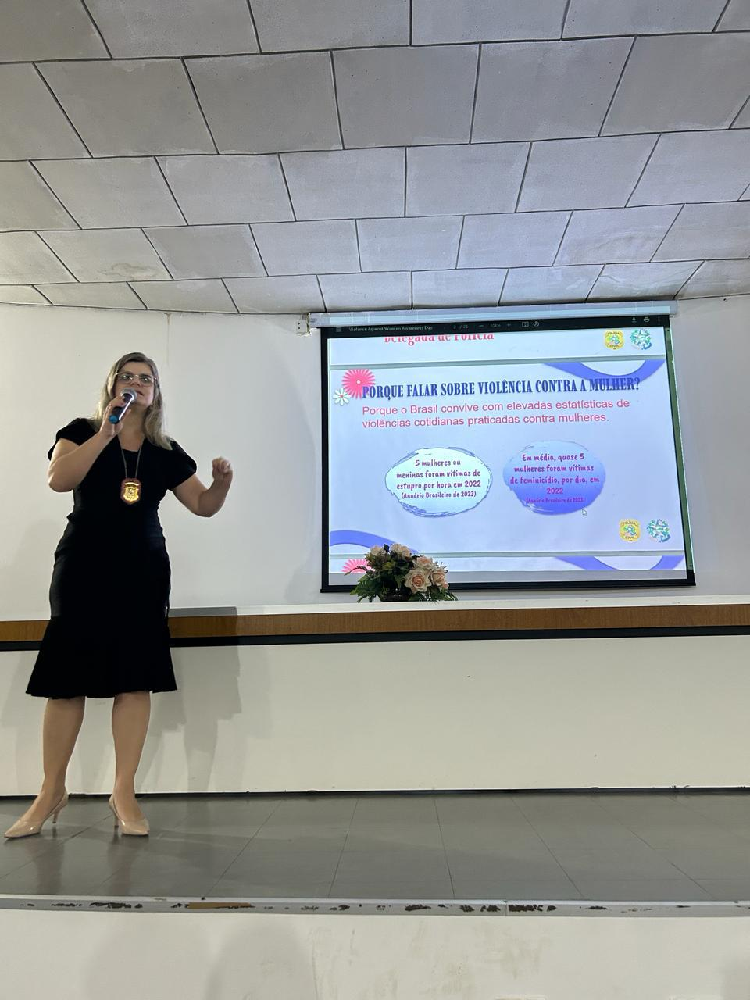 Violence Against Women Awareness Day 2 / 25 — 104% +
Delegada de Polícia
PORQUE FALAR SOBRE VIOLÊNCIA CONTRA A MULHER?
Porque o Brasil convive com elevadas estatísticas de
violências cotidianas praticadas contra mulheres.
5 mulheres ou
meninas foram vítimas de
estupro por hora em 2022
(Anuário Brasileiro de 2023)
Em média, quase 5
mulheres foram vítimas
de feminicídio, por dia, em
2022
(Anuário Brasileiro de 2023)